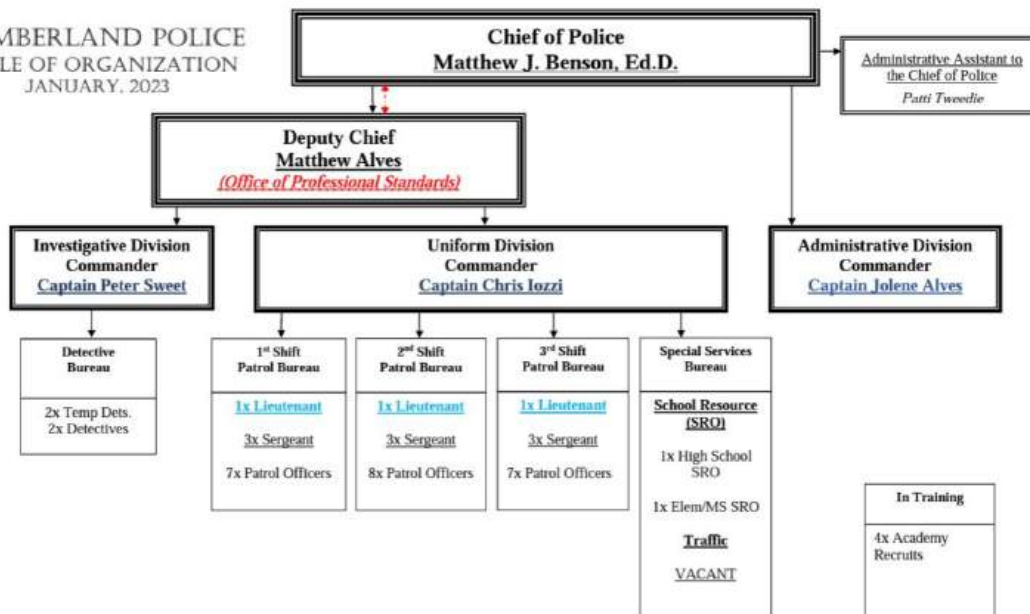 MBERLAND POLICE
LE OF ORGANIZATION
JANUARY, 2023
Chief of Police
Matthew J. Benson, Ed.D.
Administrative Assistant to
the Chief of Police
Patti Tweedie
Deputy Chief
Matthew Alves
(Office of Professional Standards)
Investigative Division
Commander
Captain Peter Sweet
Uniform Division
Commander
Captain Chris Iozzi
Administrative Division
Commander
Captain Jolene Alves
Detective
Bureau
2x Temp Dets.
2x Detectives
1st Shift
Patrol Bureau
1x Lieutenant
3x Sergeant
7x Patrol Officers
2nd Shift
Patrol Bureau
1x Lieutenant
3x Sergeant
8x Patrol Officers
3rd Shift
Patrol Bureau
1x Lieutenant
3x Sergeant
7x Patrol Officers
Special Services
Bureau
School Resource
(SRO)
1x High School
SRO
1x Elem/MS SRO
Traffic
VACANT
In Training
4x Academy
Recruits